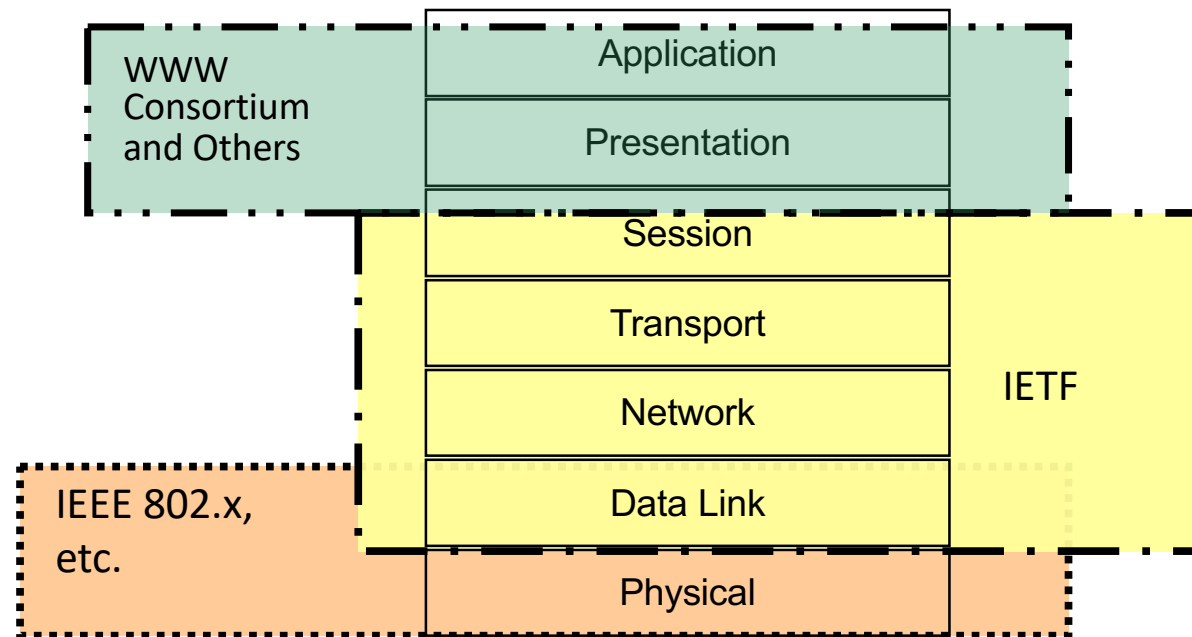 Application
WWW
Consortium
and Others
Presentation
Session
Transport
IETF
Network
IEEE 802.x,
etc.
Data Link
Physical